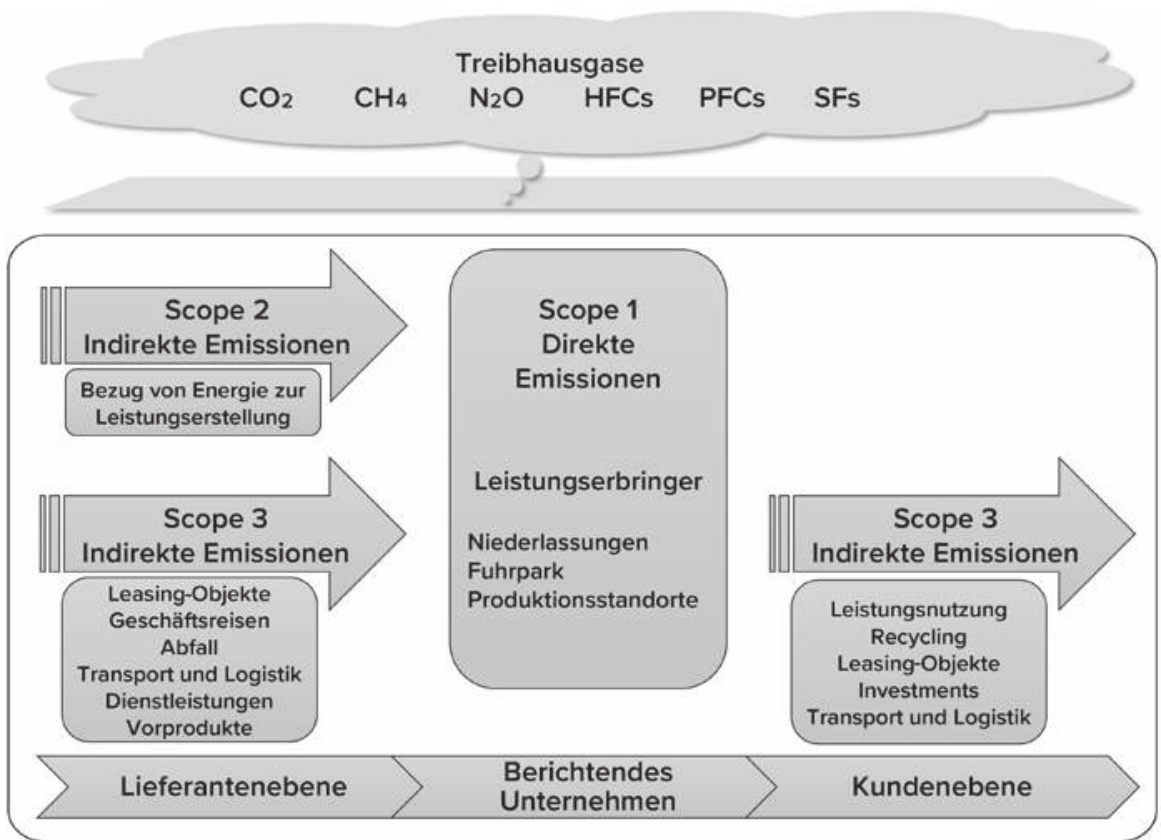 Treibhausgase
CO2 CH4 N2O HFCs PFCs SFs
Scope 2
Indirekte Emissionen
Bezug von Energie zur
Leistungserstellung
Scope 3
Indirekte Emissionen
Leasing-Objekte
Geschäftsreisen
Abfall
Transport und Logistik
Dienstleistungen
Vorprodukte
Scope 1
Direkte
Emissionen
Leistungserbringer
Niederlassungen
Fuhrpark
Produktionsstandorte
Scope 3
Indirekte Emissionen
Leistungsnutzung
Recycling
Leasing-Objekte
Investments
Transport und Logistik
Lieferantenebene
Berichtendes
Unternehmen
Kundenebene